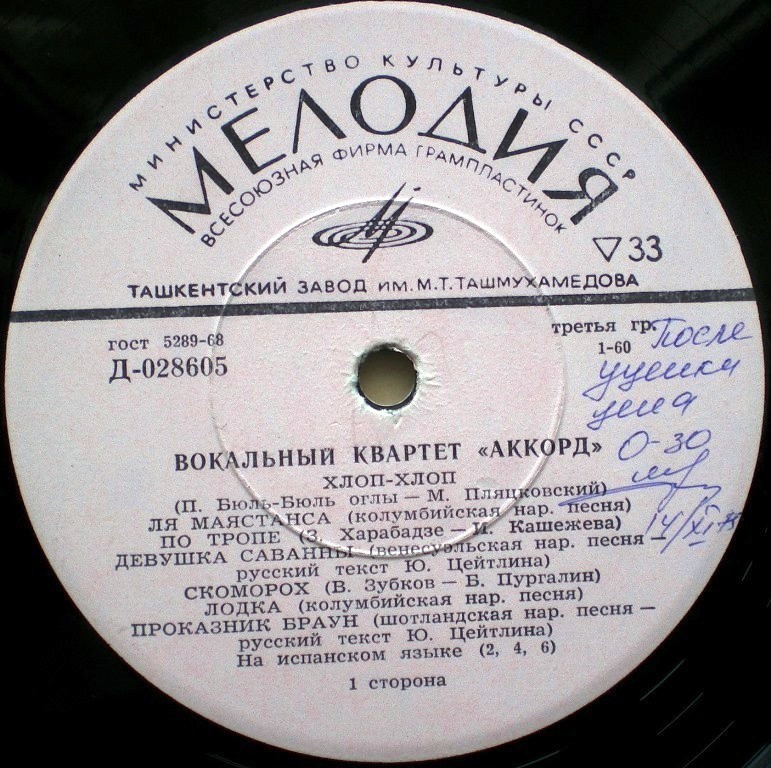 МИНИСТЕРСТВО КУЛЬТУРЫ СССР
МЕЛОДИЯ
ВСЕСОЮЗНАЯ ФИРМА ГРАМПЛАСТИНОК
▽33
ТАШКЕНТСКИЙ ЗАВОД ИМ. М.Т.ТАШМУХАМЕДОВА
ГОСТ 5289-68
Д-028605
третья гр.
1-60
После
уценки
цена
0-30
14/XI 75
ВОКАЛЬНЫЙ КВАРТЕТ «АККОРД»
ХЛОП-ХЛОП
(П. Бюль-Бюль оглы — М. Пляцковский)
ЛЯ МАЯСТАНСА (колумбийская нар. песня)
ПО ТРОПЕ (З. Харабадзе — И. Кашежева)
ДЕВУШКА САВАННЫ (венесуэльская нар. песня —
русский текст Ю. Цейтлина)
СКОМОРОХ (В. Зубков — Б. Пургалин)
ЛОДКА (колумбийская нар. песня)
ПРОКАЗНИК БРАУН (шотландская нар. песня —
русский текст Ю. Цейтлина)
На испанском языке (2, 4, 6)
1 сторона